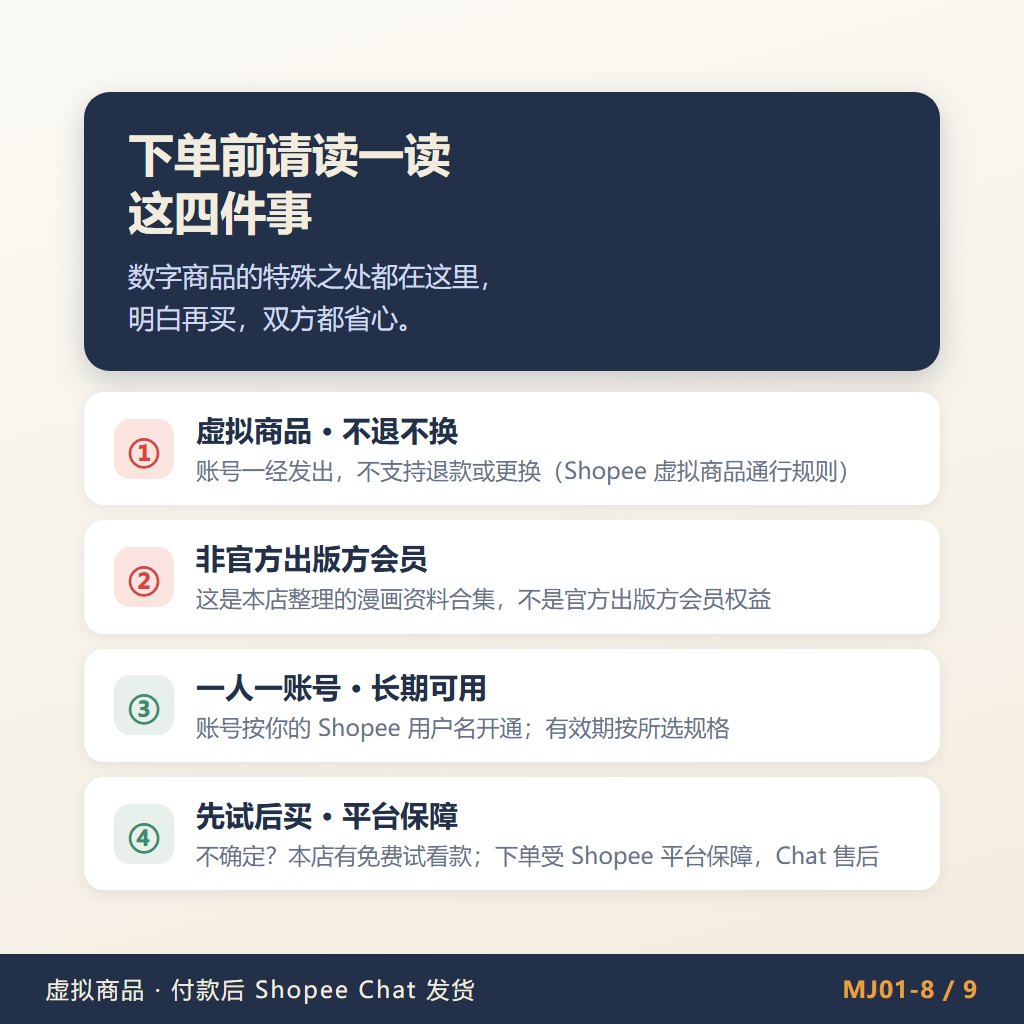 下单前请读一读
这四件事
数字商品的特殊之处都在这里，
明白再买，双方都省心。
① 虚拟商品・不退不换
账号一经发出，不支持退款或更换（Shopee 虚拟商品通行规则）
② 非官方出版方会员
这是本店整理的漫画资料合集，不是官方出版方会员权益
③ 一人一账号・长期可用
账号按你的 Shopee 用户名开通；有效期按所选规格
④ 先试后买・平台保障
不确定？本店有免费试看款；下单受 Shopee 平台保障，Chat 售后
虚拟商品 · 付款后 Shopee Chat 发货
MJ01-8 / 9